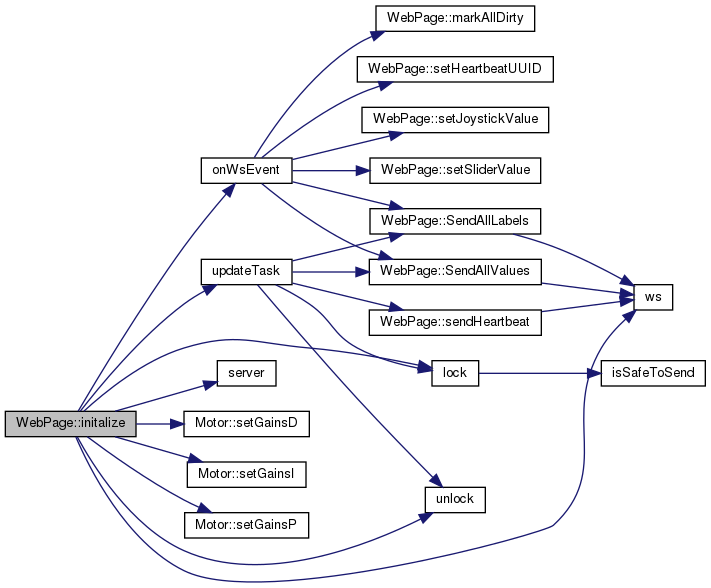 WebPage::markAllDirty
WebPage::setHeartbeatUUID
WebPage::setJoystickValue
onWsEvent
WebPage::setSliderValue
WebPage::SendAllLabels
updateTask
WebPage::SendAllValues
ws
WebPage::sendHeartbeat
server
lock
isSafeToSend
WebPage::initalize
Motor::setGainsD
Motor::setGainsI
unlock
Motor::setGainsP